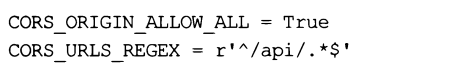 CORS_ORIGIN_ALLOW_ALL = True
CORS_URLS_REGEX = r'^/api/.*$'